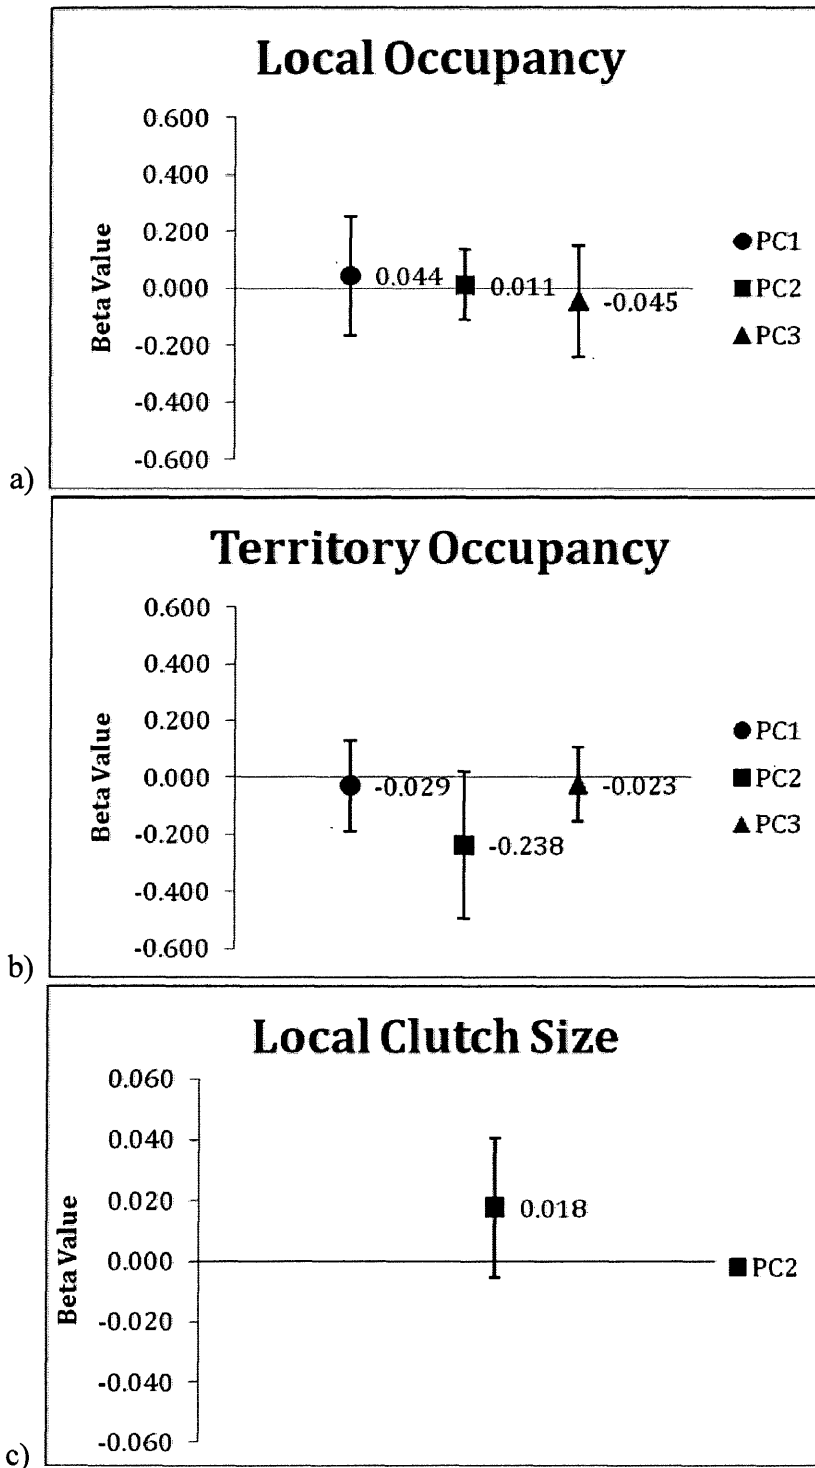 Local Occupancy
0.600
0.400
0.200
0.000
-0.200
-0.400
-0.600
Beta Value
0.044
0.011
-0.045
PC1
PC2
PC3
a)
Territory Occupancy
0.600
0.400
0.200
0.000
-0.200
-0.400
-0.600
Beta Value
-0.029
-0.238
-0.023
PC1
PC2
PC3
b)
Local Clutch Size
0.060
0.040
0.020
0.000
-0.020
-0.040
-0.060
Beta Value
0.018
PC2
c)